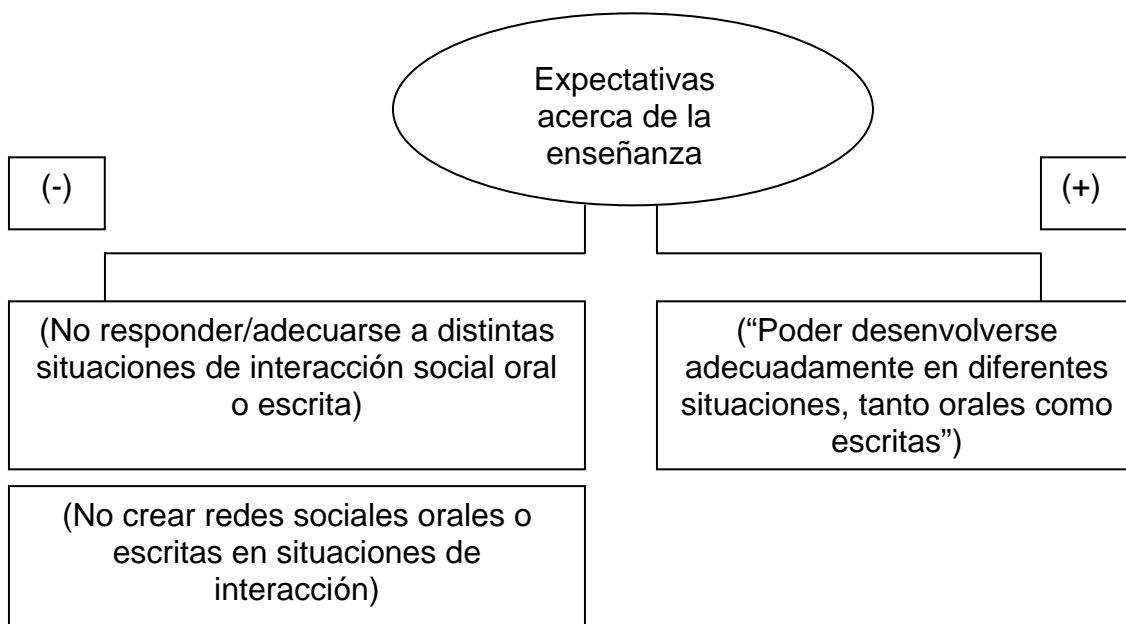 Expectativas
acerca de la
enseñanza
(-)
(+)
(No responder/adecuarse a distintas
situaciones de interacción social oral
o escrita)
(“Poder desenvolverse
adecuadamente en diferentes
situaciones, tanto orales como
escritas”)
(No crear redes sociales orales o
escritas en situaciones de
interacción)